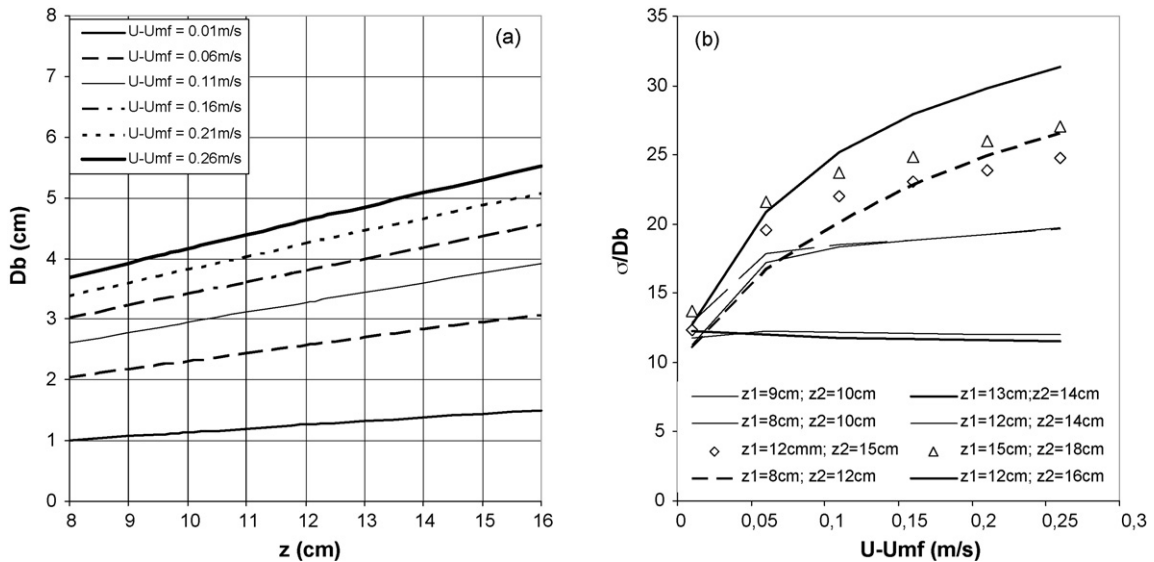 8
7
6
5
4
3
2
1
0
Db (cm)
U-Umf = 0.01m/s
U-Umf = 0.06m/s
U-Umf = 0.11m/s
U-Umf = 0.16m/s
U-Umf = 0.21m/s
U-Umf = 0.26m/s
(a)
8 9 10 11 12 13 14 15 16
z (cm)
35
30
25
20
15
10
5
0
σ/Db
(b)
z1=9cm; z2=10cm
z1=8cm; z2=10cm
z1=12cmm; z2=15cm
z1=8cm; z2=12cm
z1=13cm;z2=14cm
z1=12cm; z2=14cm
z1=15cm; z2=18cm
z1=12cm; z2=16cm
0 0,05 0,1 0,15 0,2 0,25 0,3
U-Umf (m/s)